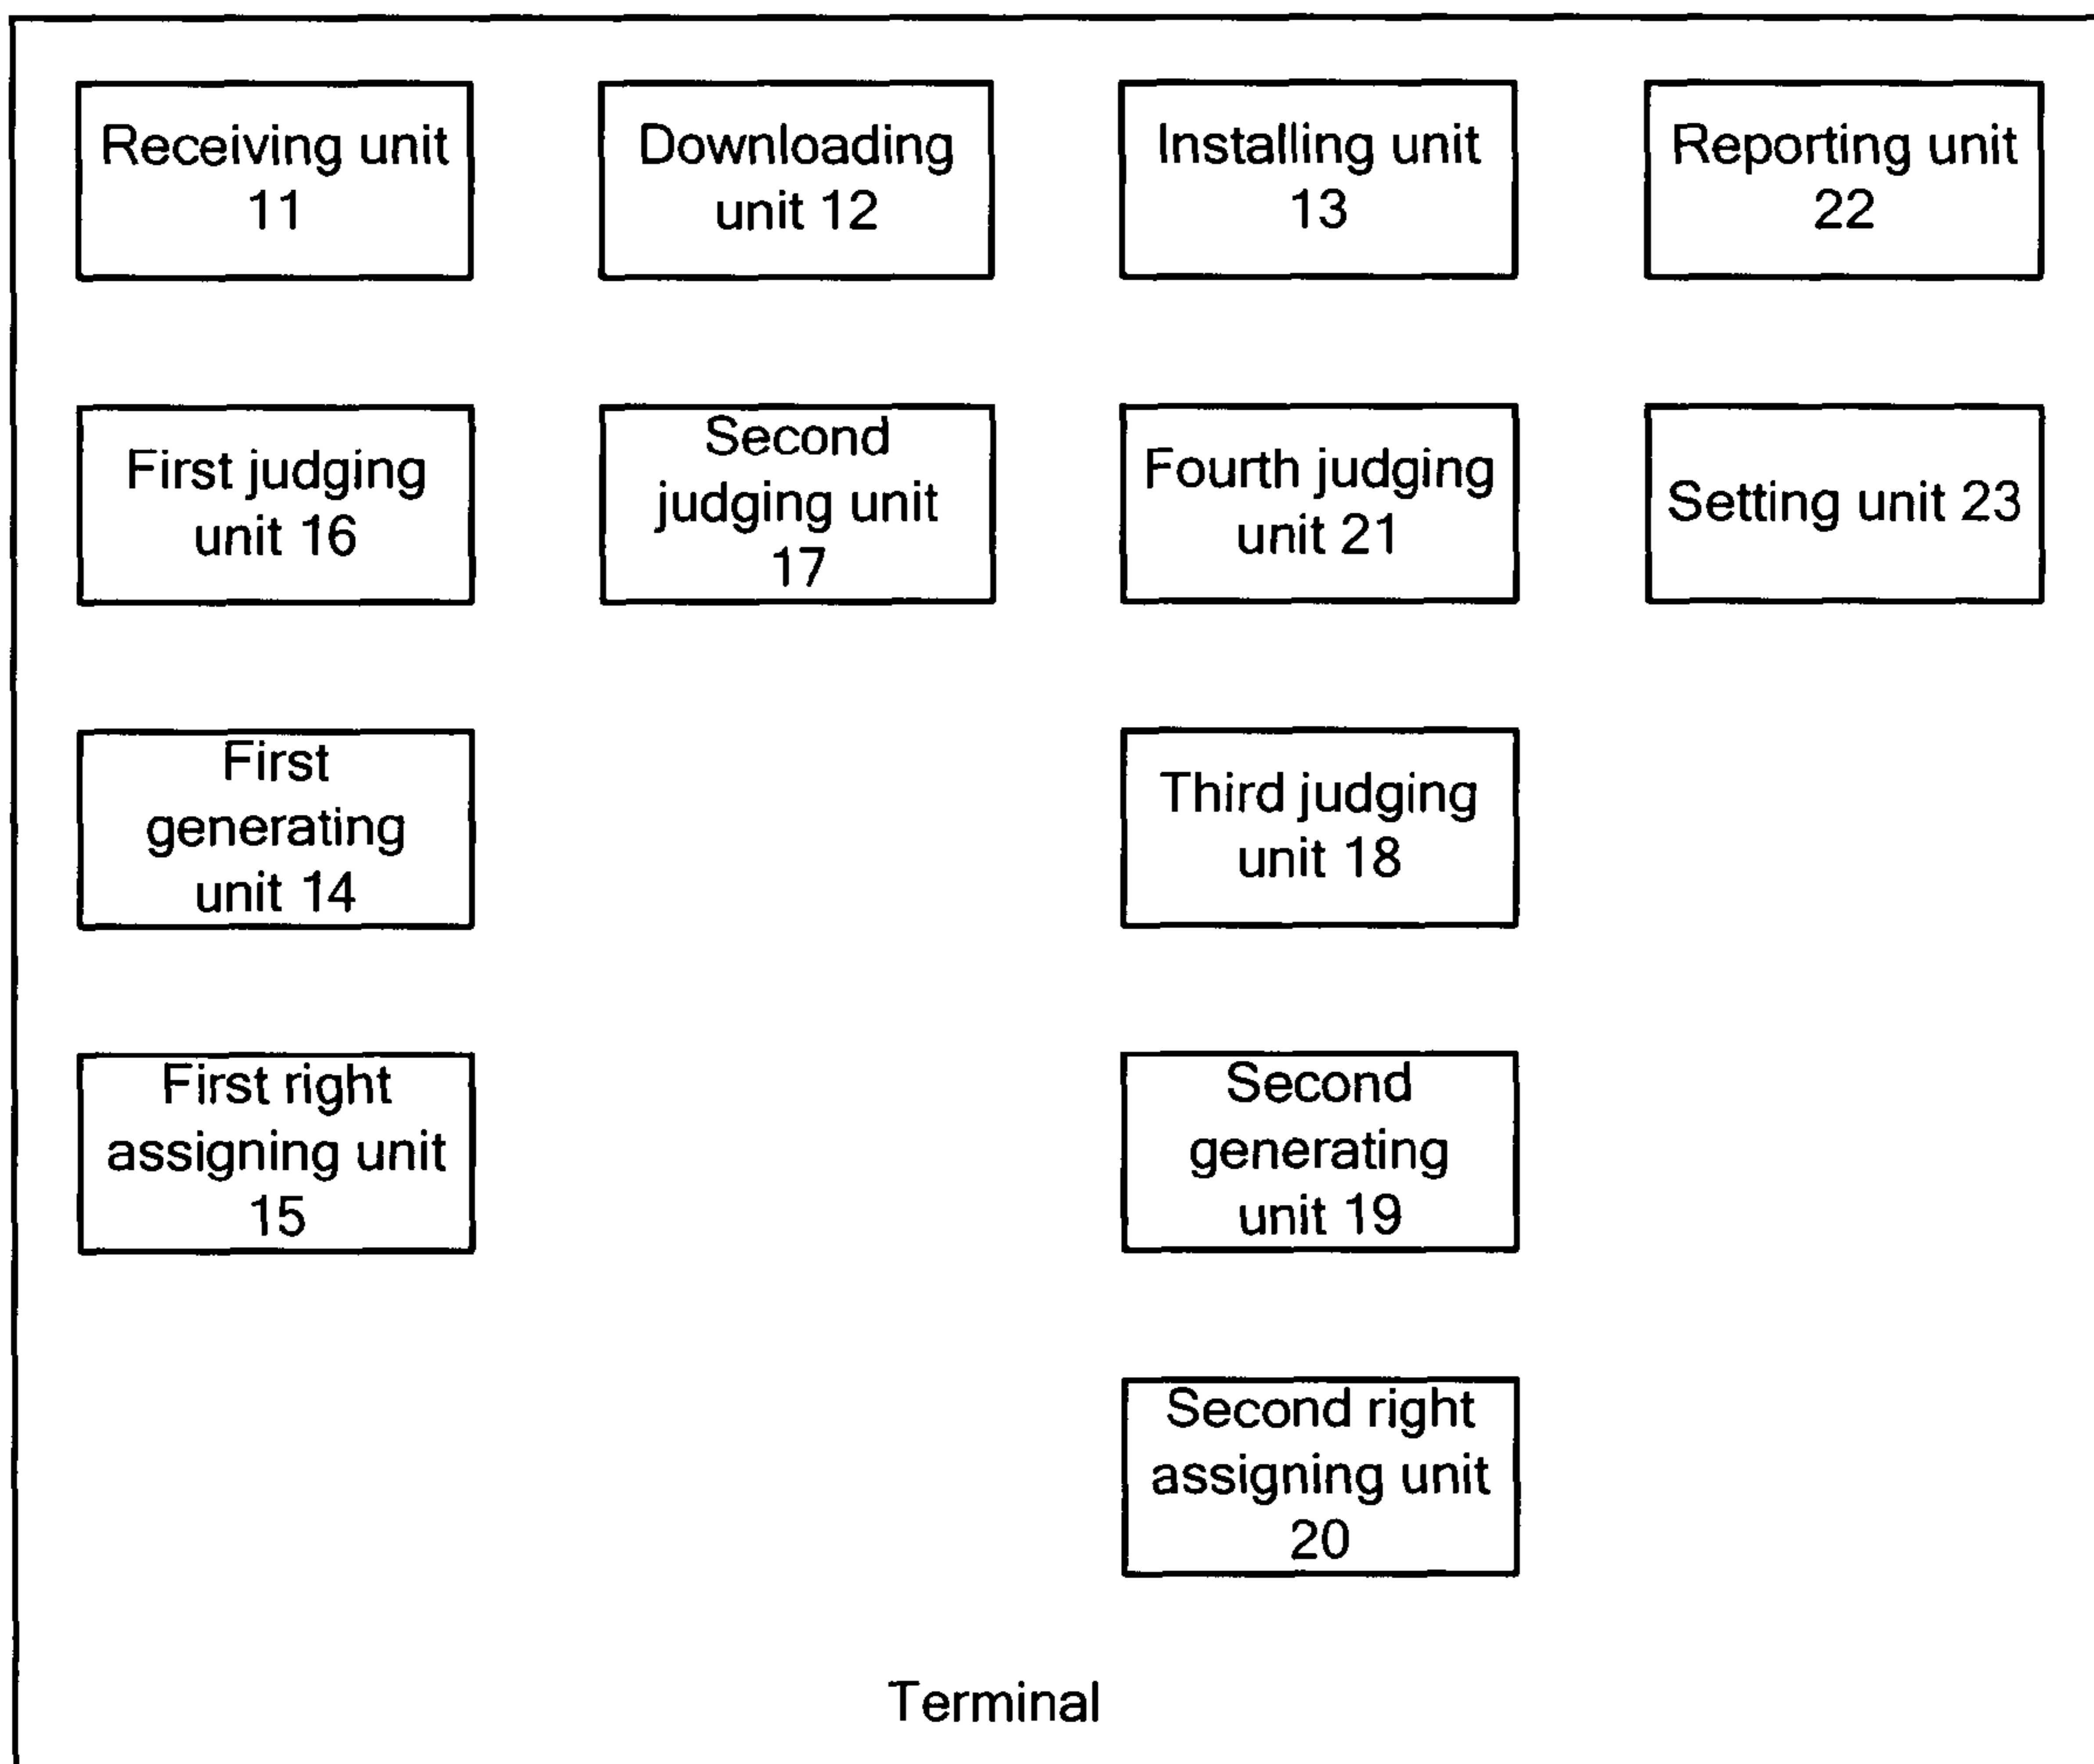 Receiving unit
11
Downloading
unit 12
Installing unit
13
Reporting unit
22
First judging
unit 16
Second
judging unit
17
Fourth judging
unit 21
Setting unit 23
First
generating
unit 14
Third judging
unit 18
First right
assigning unit
15
Second
generating
unit 19
Second right
assigning unit
20
Terminal